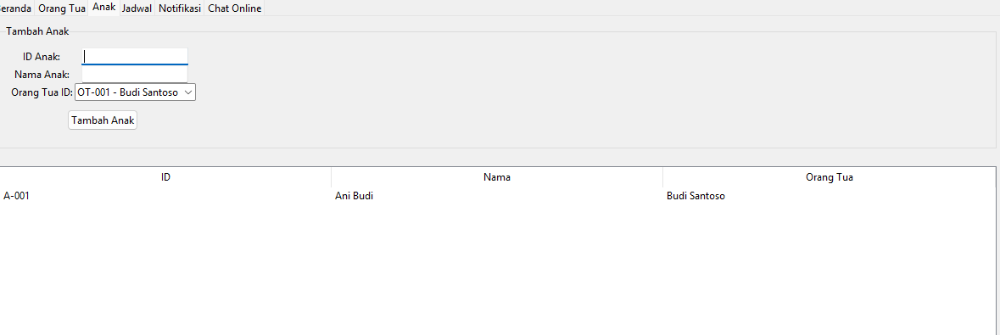 eranda Orang Tua Anak Jadwal Notifikasi Chat Online
Tambah Anak
ID Anak:
Nama Anak:
Orang Tua ID: OT-001 - Budi Santoso
Tambah Anak
ID Nama Orang Tua
A-001 Ani Budi Budi Santoso